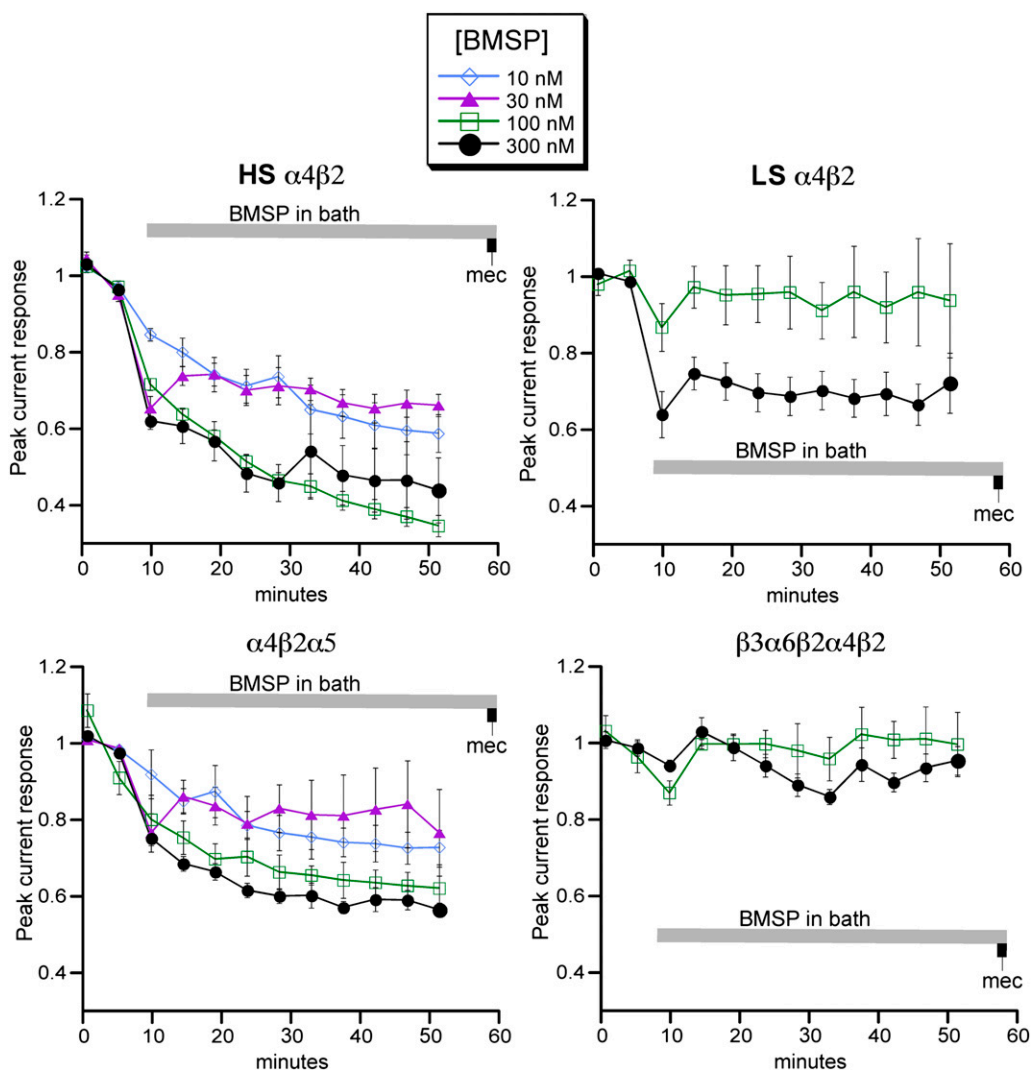 [BMSP]
10 nM
30 nM
100 nM
300 nM
HS α4β2
1.2
1
0.8
0.6
0.4
Peak current response
BMSP in bath
mec
0 10 20 30 40 50 60
minutes
LS α4β2
1.2
1
0.8
0.6
0.4
Peak current response
BMSP in bath
mec
0 10 20 30 40 50 60
minutes
α4β2α5
1.2
1
0.8
0.6
0.4
Peak current response
BMSP in bath
mec
0 10 20 30 40 50 60
minutes
β3α6β2α4β2
1.2
1
0.8
0.6
0.4
Peak current response
BMSP in bath
mec
0 10 20 30 40 50 60
minutes